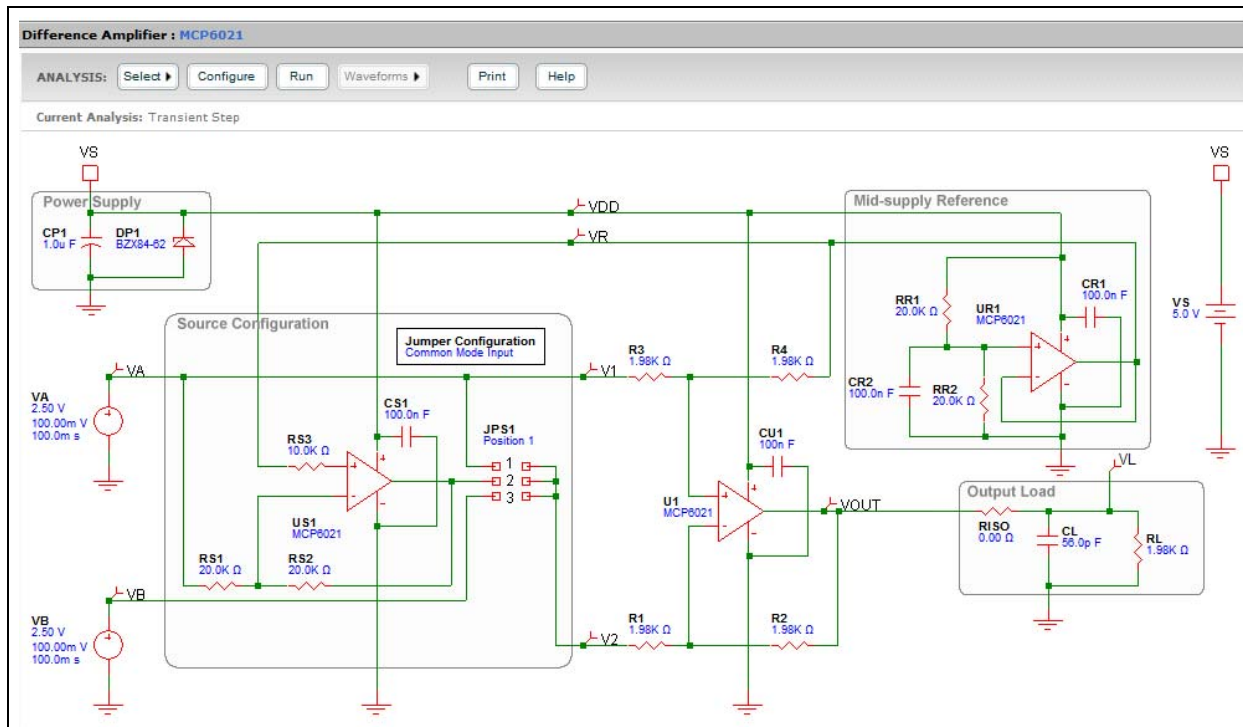 Difference Amplifier : MCP6021
ANALYSIS: Select Configure Run Waveforms Print Help
Current Analysis: Transient Step
VS
VS
Power Supply
CP1
1.0u F
DP1
BZX84-62
VDD
VR
Mid-supply Reference
CR1
100.0n F
RR1
20.0K Ω
UR1
MCP6021
CR2
100.0n F
RR2
20.0K Ω
VS
5.0 V
Source Configuration
Jumper Configuration
Common Mode Input
VA
VA
2.50 V
100.00m V
100.0m s
CS1
100.0n F
RS3
10.0K Ω
JPS1
Position 1
1
2
3
US1
MCP6021
RS1
20.0K Ω
RS2
20.0K Ω
VB
VB
2.50 V
100.00m V
100.0m s
V1
R3
1.98K Ω
R4
1.98K Ω
CU1
100n F
U1
MCP6021
VOUT
V2
R1
1.98K Ω
R2
1.98K Ω
VL
Output Load
RISO
0.00 Ω
CL
56.0p F
RL
1.98K Ω